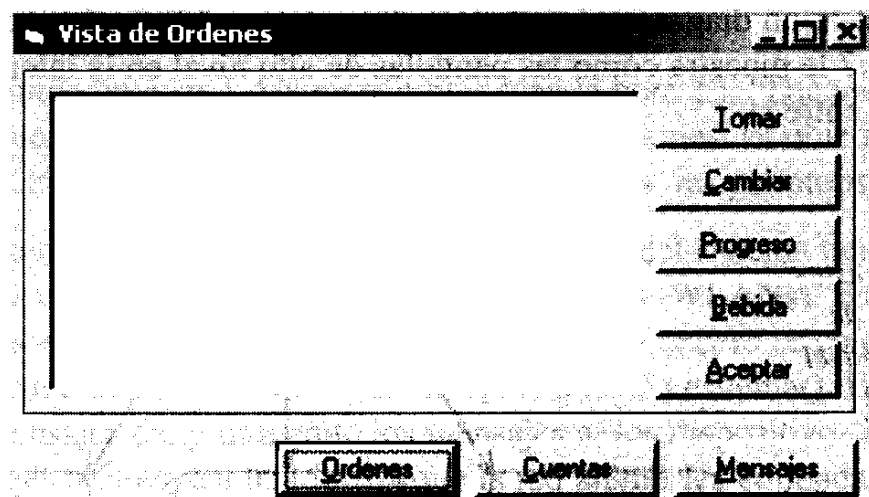 Vista de Ordenes
Tomar
Cambiar
Progreso
Bebida
Aceptar
Ordenes Cuentas Mensajes